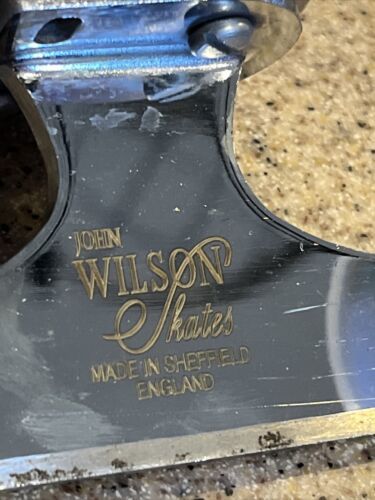 JOHN
WILSON
Skates
MADE IN SHEFFIELD
ENGLAND